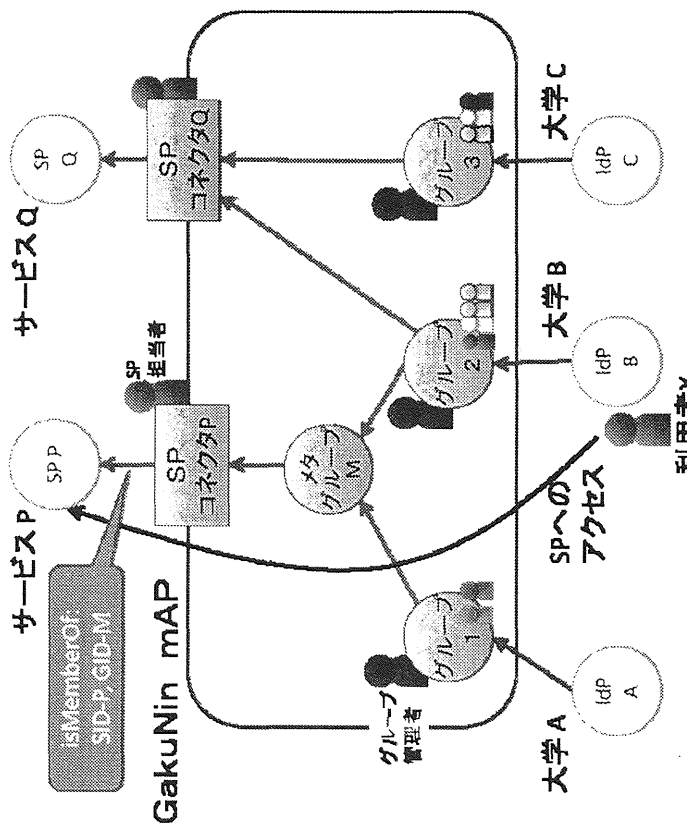 サービスP
サービスQ
SP P
SP
Q
isMemberOf:
SID-P, GID-M
GakuNin mAP
SP
コネクタP
SP
担当者
SP
コネクタQ
メタ
グループ
M
グループ
管理者
グループ
1
グループ
2
グループ
3
SPへの
アクセス
大学A
大学B
大学C
IdP
A
IdP
B
IdP
C